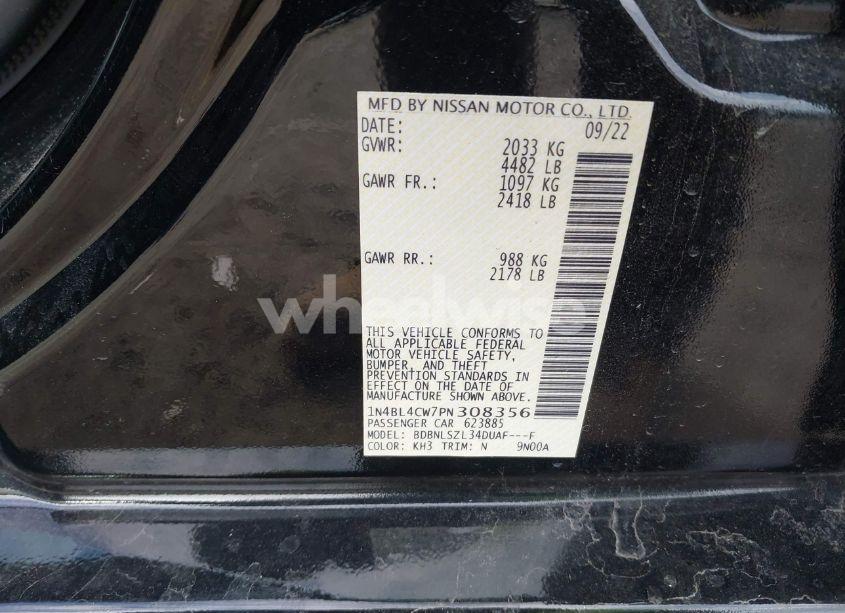 MFD BY NISSAN MOTOR CO., LTD.
DATE: 09/22
GVWR: 2033 KG
4482 LB
GAWR FR.: 1097 KG
2418 LB
GAWR RR.: 988 KG
2178 LB
wheelwise
THIS VEHICLE CONFORMS TO
ALL APPLICABLE FEDERAL
MOTOR VEHICLE SAFETY,
BUMPER, AND THEFT
PREVENTION STANDARDS IN
EFFECT ON THE DATE OF
MANUFACTURE SHOWN ABOVE.
1N4BL4CW7PN308356
PASSENGER CAR 623885
MODEL: BDBNLSZL34DUAF---F
COLOR: KH3 TRIM: N 9N00A